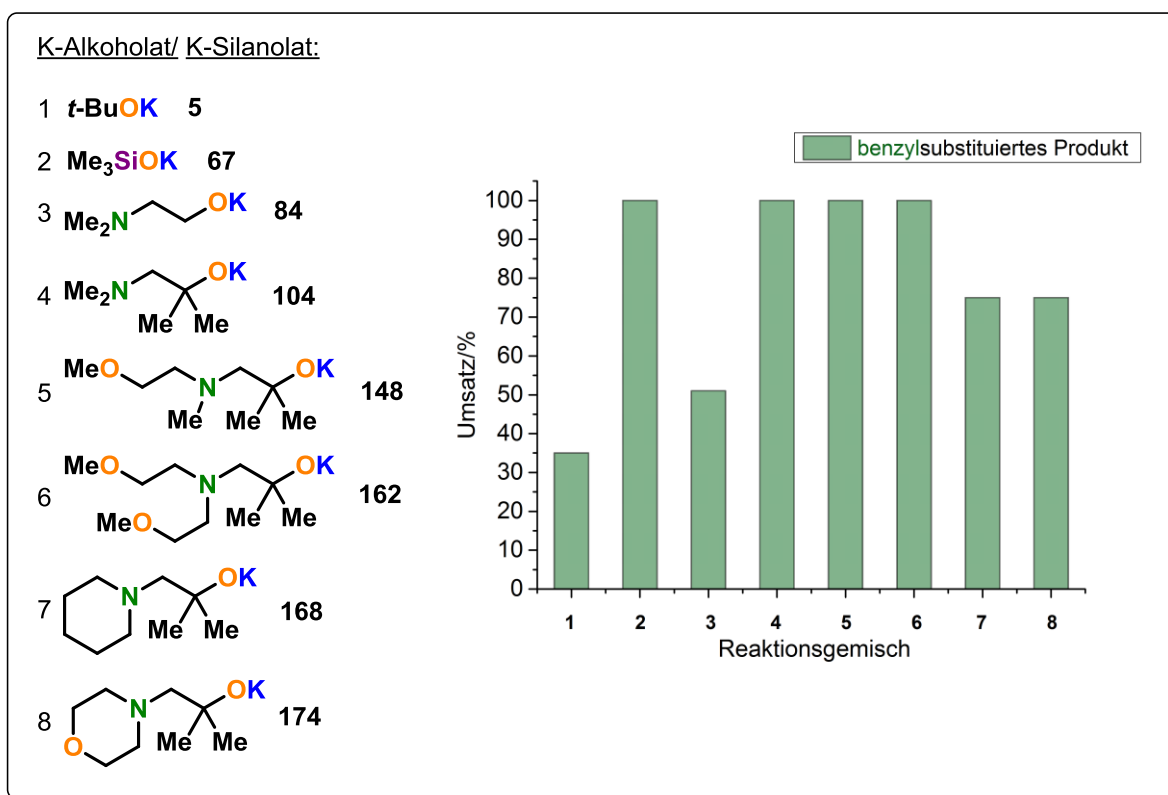 K-Alkoholat/ K-Silanolat:
1 t-BuOK 5
2 Me3SiOK 67
3 Me2N OK 84
4 Me2N OK 104
Me Me
5 MeO N OK 148
Me Me Me
6 MeO N OK 162
MeO Me Me
7 N OK 168
Me Me
8 N OK 174
O Me Me
benzylsubstituiertes Produkt
Umsatz/%
100
90
80
70
60
50
40
30
20
10
0
1 2 3 4 5 6 7 8
Reaktionsgemisch